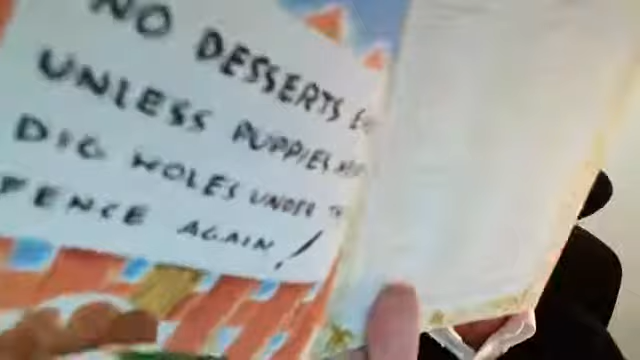 NO DESSERTS
UNLESS PUPPIES
DIG HOLES UNDER
FENCE AGAIN!